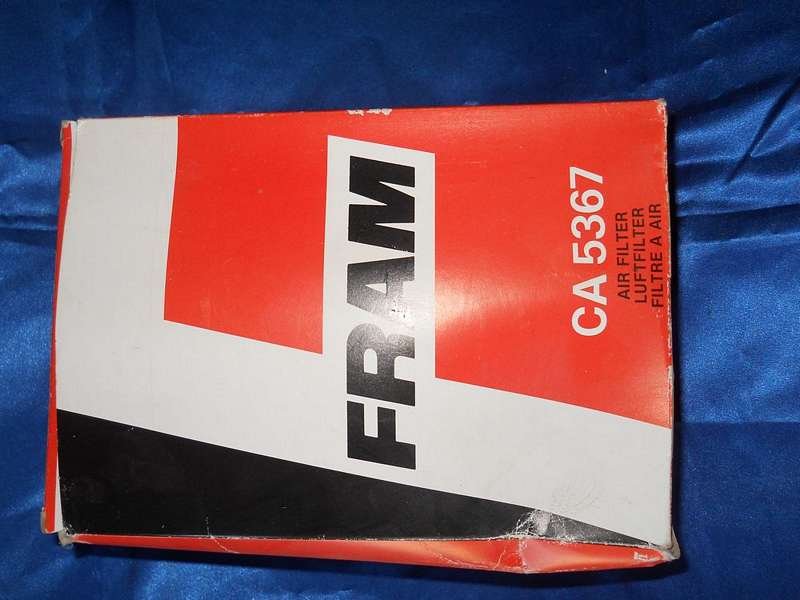 FRAM
CA 5367
AIR FILTER
LUFTFILTER
FILTRE A AIR